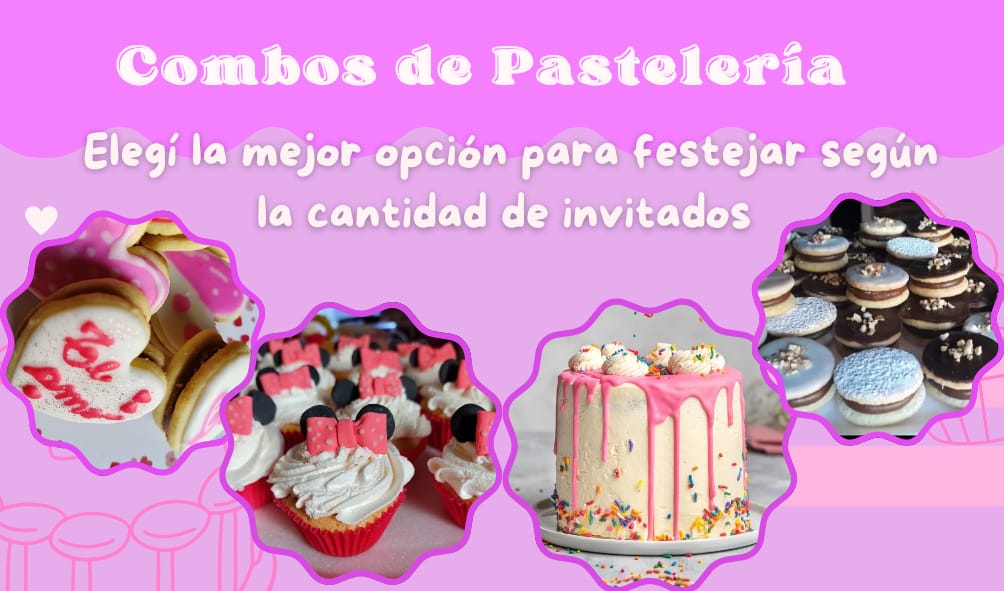 Combos de Pastelería
Elegí la mejor opción para festejar según
la cantidad de invitados